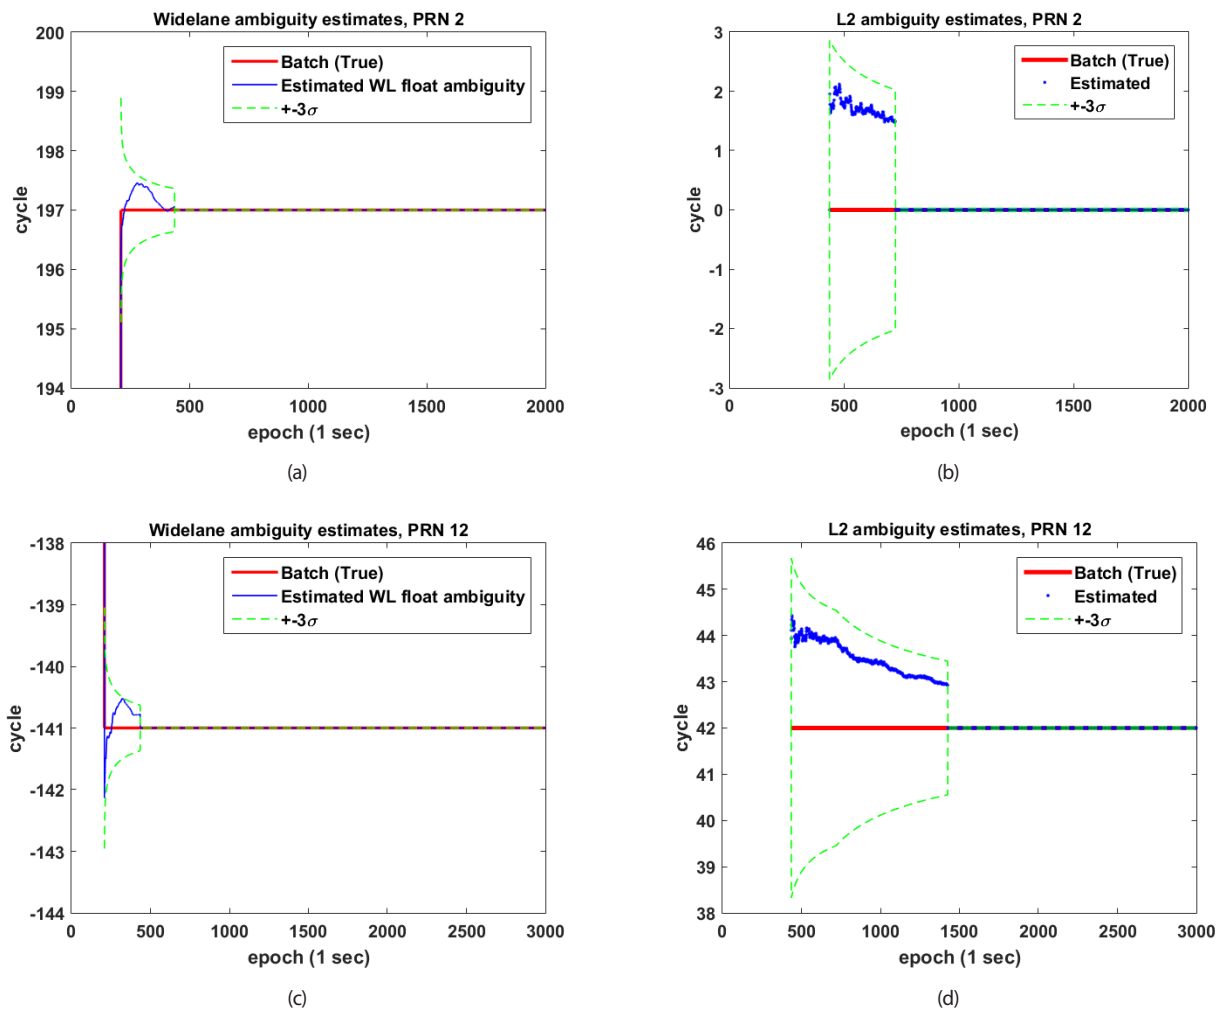 Widelane ambiguity estimates, PRN 2
200
199
198
197
196
195
194
cycle
Batch (True)
Estimated WL float ambiguity
+-3σ
0 500 1000 1500 2000
epoch (1 sec)
(a)
L2 ambiguity estimates, PRN 2
3
2
1
0
-1
-2
-3
cycle
Batch (True)
Estimated
+-3σ
0 500 1000 1500 2000
epoch (1 sec)
(b)
Widelane ambiguity estimates, PRN 12
-138
-139
-140
-141
-142
-143
-144
cycle
Batch (True)
Estimated WL float ambiguity
+-3σ
0 500 1000 1500 2000 2500 3000
epoch (1 sec)
(c)
L2 ambiguity estimates, PRN 12
46
45
44
43
42
41
40
39
38
cycle
Batch (True)
Estimated
+-3σ
0 500 1000 1500 2000 2500 3000
epoch (1 sec)
(d)